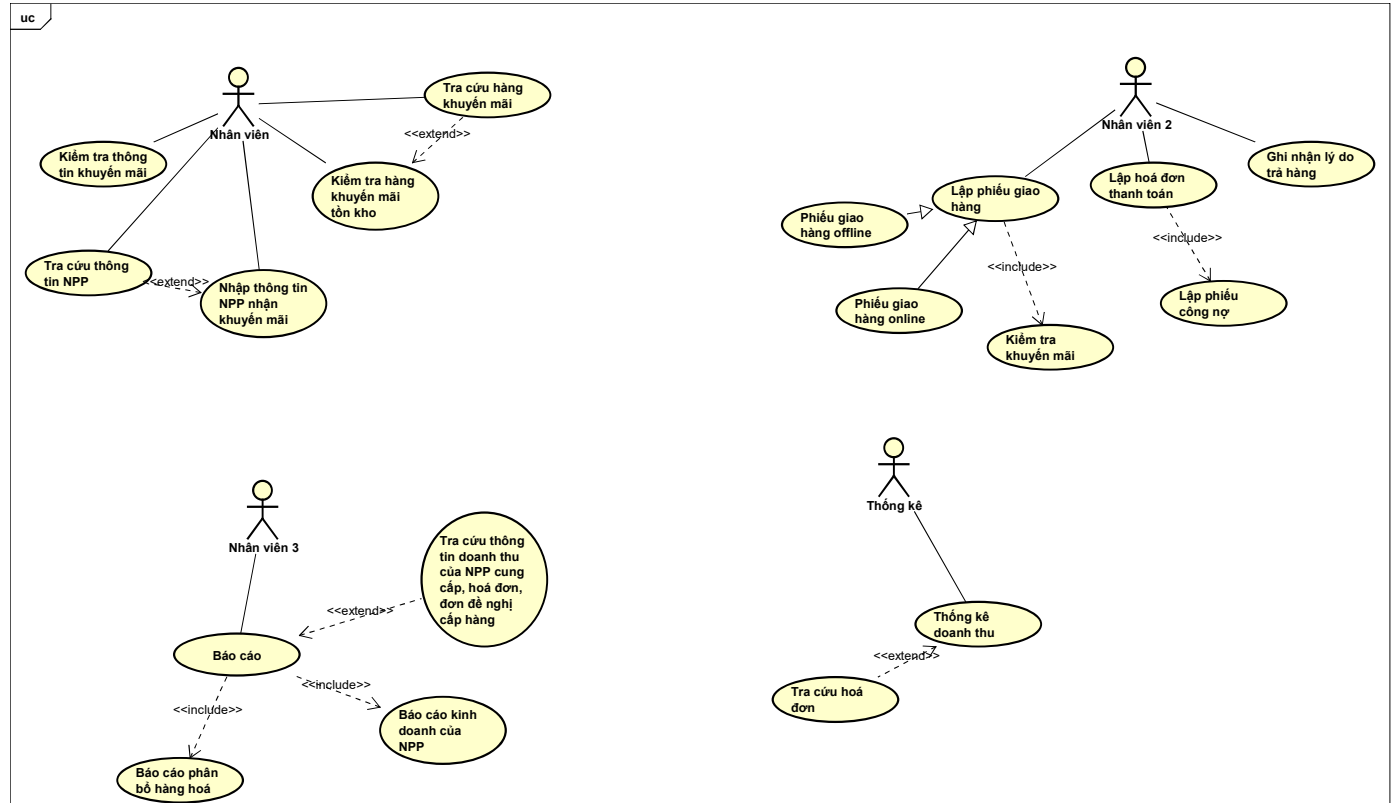 uc
Nhân viên
Tra cứu hàng
khuyến mãi
<<extend>>
Kiểm tra thông
tin khuyến mãi
Kiểm tra hàng
khuyến mãi
tồn kho
Tra cứu thông
tin NPP
<<extend>>
Nhập thông tin
NPP nhận
khuyến mãi
Nhân viên 2
Ghi nhận lý do
trả hàng
Lập hoá đơn
thanh toán
Lập phiếu giao
hàng
Phiếu giao
hàng offline
<<include>>
<<include>>
Phiếu giao
hàng online
Lập phiếu
công nợ
Kiểm tra
khuyến mãi
Nhân viên 3
Tra cứu thông
tin doanh thu
của NPP cung
cấp, hoá đơn,
đơn đề nghị
cấp hàng
<<extend>>
Báo cáo
<<include>>
<<include>>
Báo cáo kinh
doanh của
NPP
Báo cáo phân
bổ hàng hoá
Thống kê
Thống kê
doanh thu
<<extend>>
Tra cứu hoá
đơn